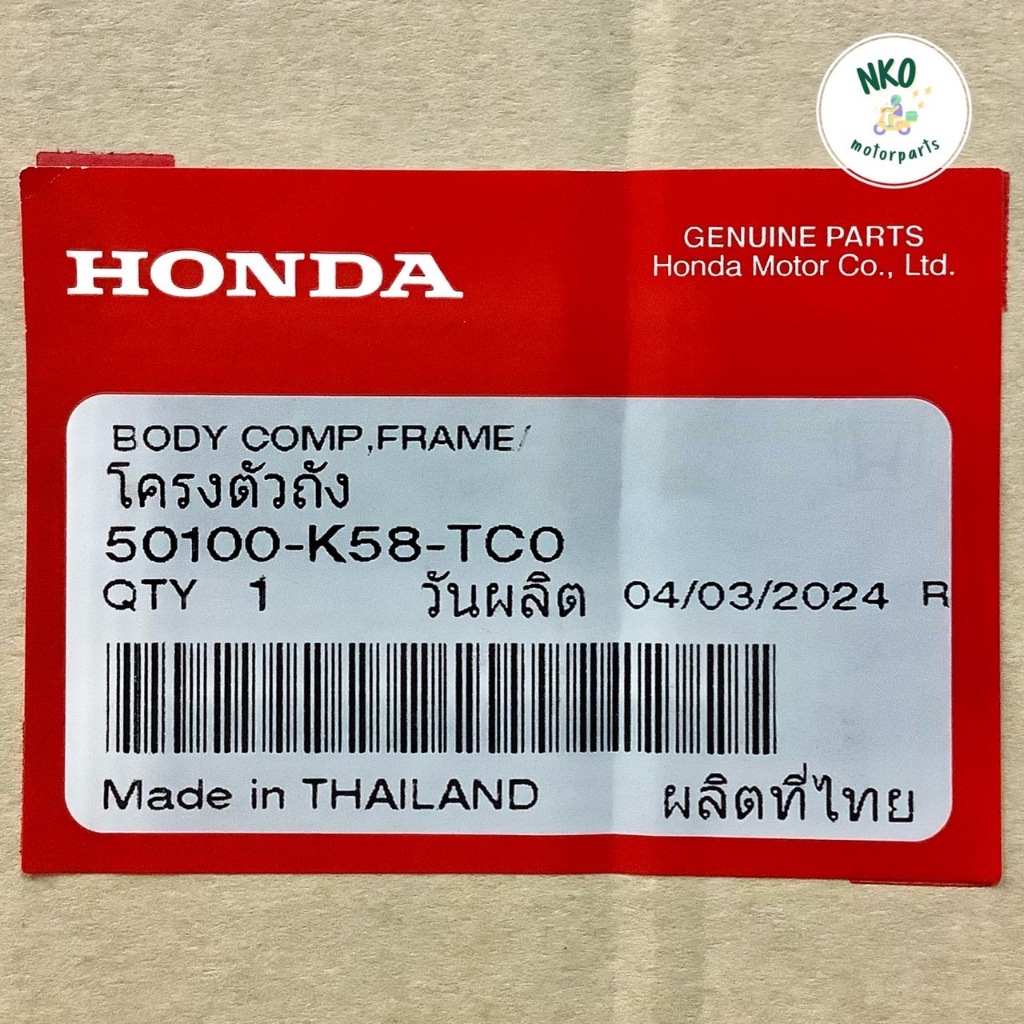 NKO
motorparts
HONDA
GENUINE PARTS
Honda Motor Co., Ltd.
BODY COMP,FRAME/
โครงตัวถัง
50100-K58-TC0
QTY 1 วันผลิต 04/03/2024 R
Made in THAILAND ผลิตที่ไทย